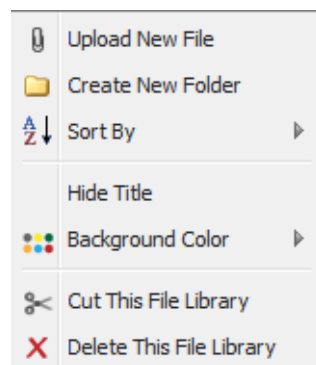 Upload New File
Create New Folder
A
Z
Sort By
Hide Title
Background Color
Cut This File Library
Delete This File Library